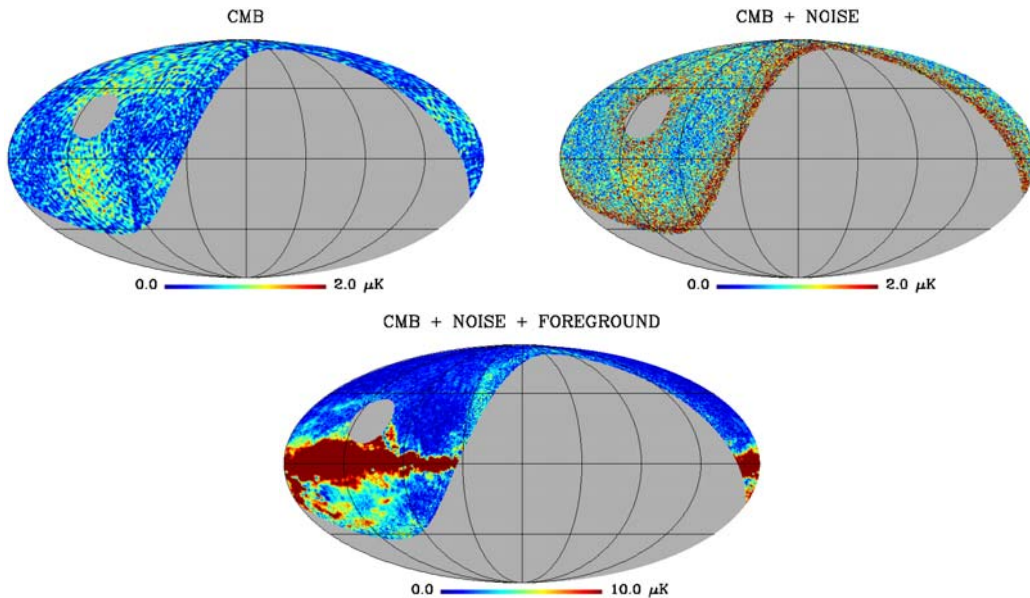 CMB
0.0 2.0 μK
CMB + NOISE
0.0 2.0 μK
CMB + NOISE + FOREGROUND
0.0 10.0 μK